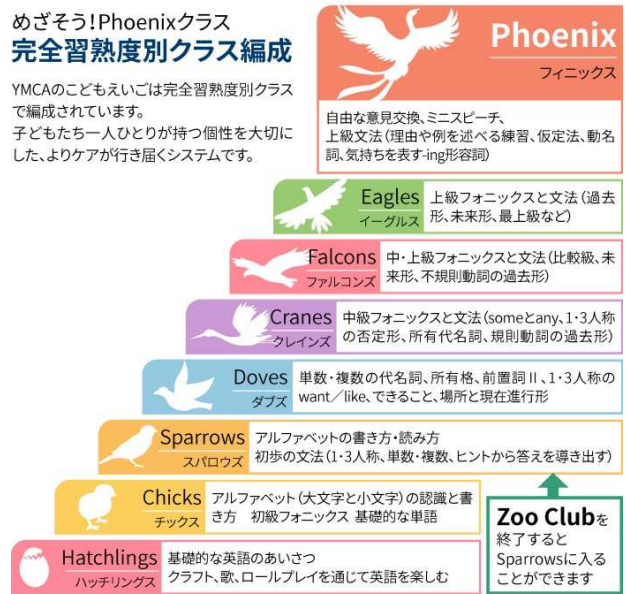 めざそう!Phoenixクラス
完全習熟度別クラス編成
YMCAのこどもえいごは完全習熟度別クラス
で編成されています。
子どもたち一人ひとりが持つ個性を大切に
した、よりケアが行き届くシステムです。
Phoenix
フィニックス
自由な意見交換、ミニスピーチ、
上級文法(理由や例を述べる練習、仮定法、動名
詞、気持ちを表す-ing形容詞)
Eagles
イーグルス
上級フォニックスと文法(過去
形、未来形、最上級など)
Falcons
ファルコンズ
中・上級フォニックスと文法(比較級、未
来形、不規則動詞の過去形)
Cranes
クレインズ
中級フォニックスと文法(someとany、1・3人称
の否定形、所有代名詞、規則動詞の過去形)
Doves
ダブズ
単数・複数の代名詞、所有格、前置詞Ⅱ、1・3人称の
want/like、できること、場所と現在進行形
Sparrows
スパロウズ
アルファベットの書き方・読み方
初歩の文法(1・3人称、単数・複数、ヒントから答えを導き出す)
Chicks
チックス
アルファベット(大文字と小文字)の認識と書
き方 初級フォニックス 基礎的な単語
Hatchlings
ハッチリングス
基礎的な英語のあいさつ
クラフト、歌、ロールプレイを通じて英語を楽しむ
Zoo Clubを
終了すると
Sparrowsに入る
ことができます